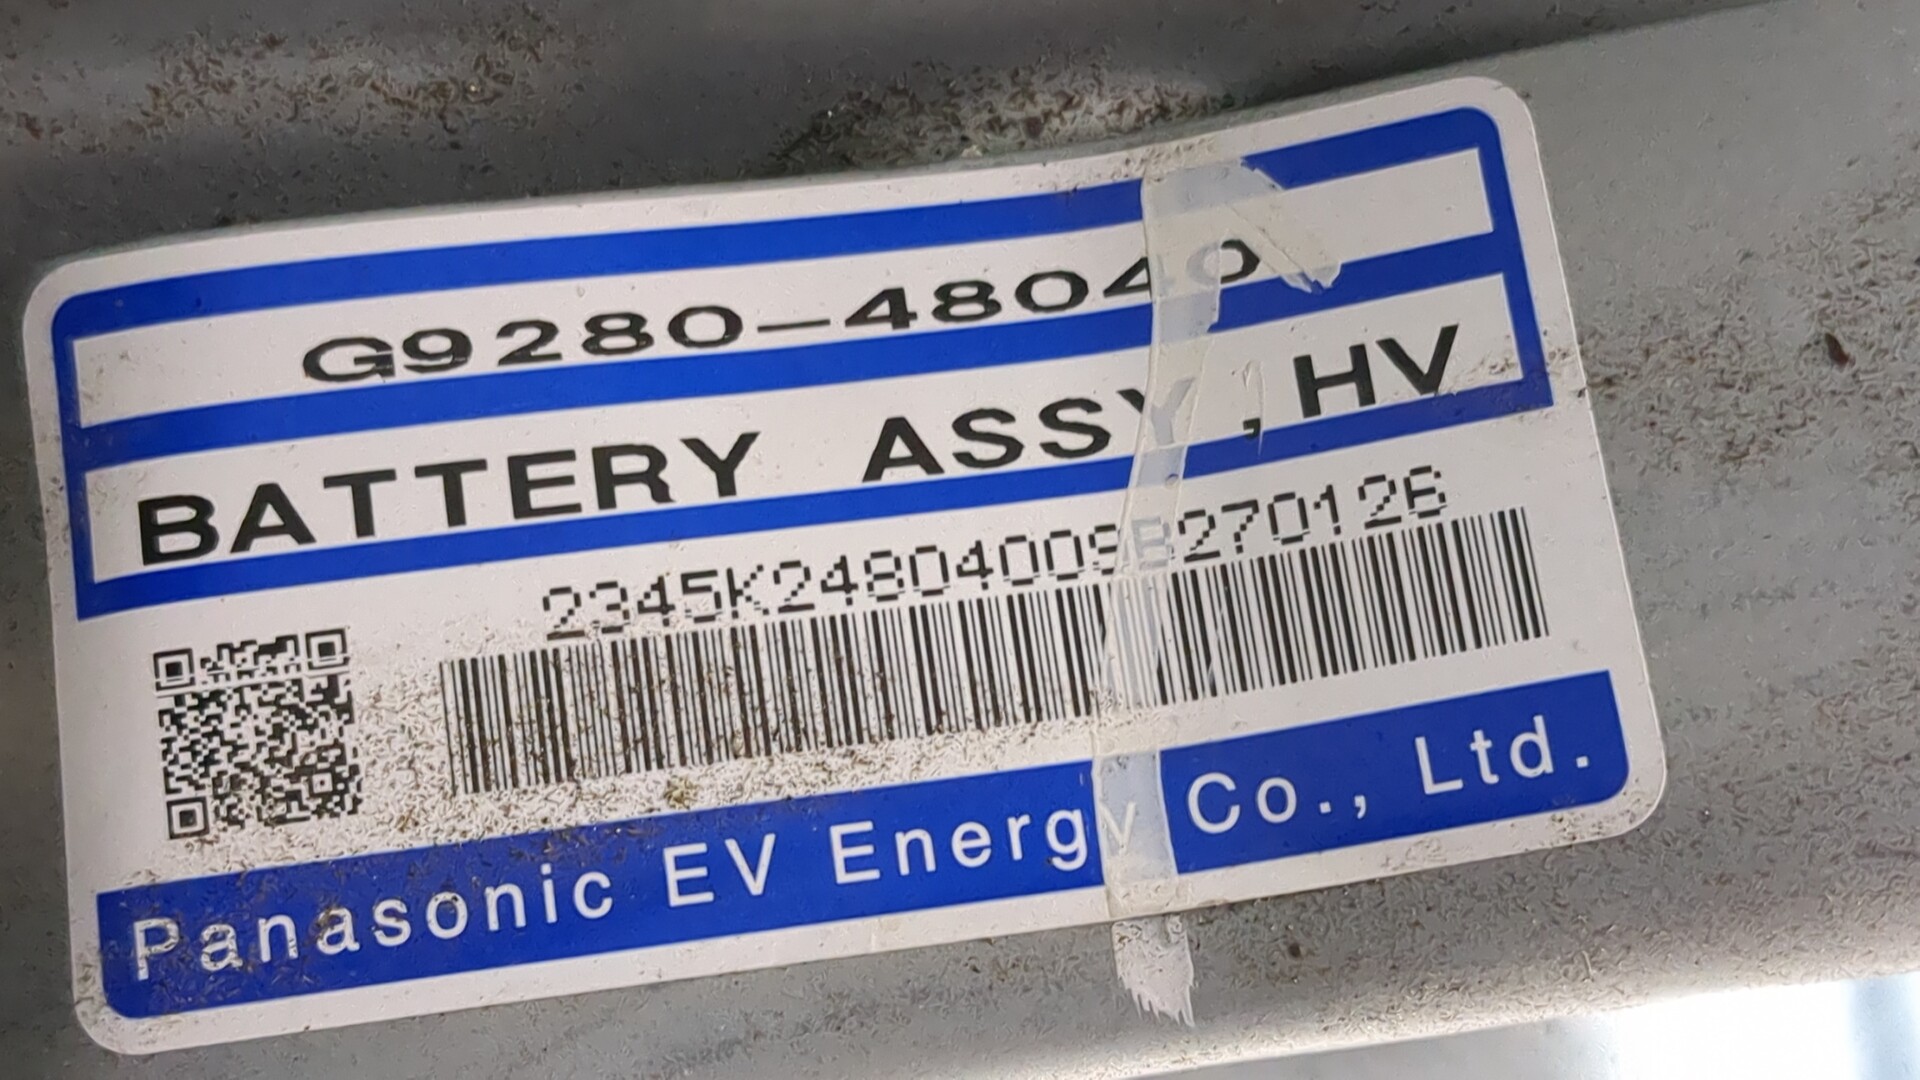 G9280-48040
BATTERY ASSY,HV
2345K24804009B270126
Panasonic EV Energy Co., Ltd.